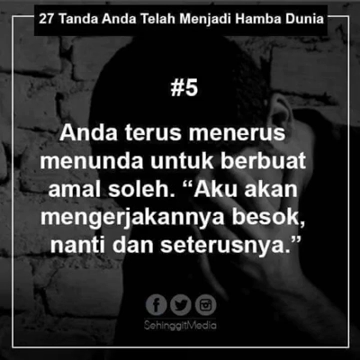 27 Tanda Anda Telah Menjadi Hamba Dunia
#5
Anda terus menerus
menunda untuk berbuat
amal soleh. “Aku akan
mengerjakannya besok,
nanti dan seterusnya.”
SehinggitMedia